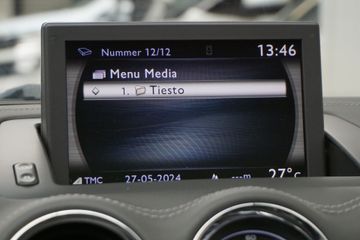 Nummer 12/12 13:46
Menu Media
1. Tiesto
TMC 27-05-2024 27°c